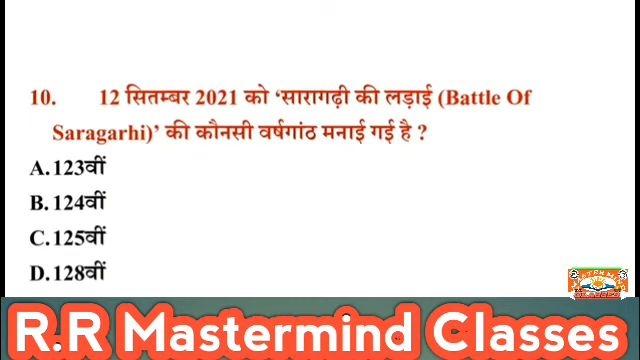 10. 12 सितम्बर 2021 को ‘सारागढ़ी की लड़ाई (Battle Of
Saragarhi)’ की कौनसी वर्षगांठ मनाई गई है ?
A.123वीं
B.124वीं
C.125वीं
D.128वीं
R.R Mastermind Classes